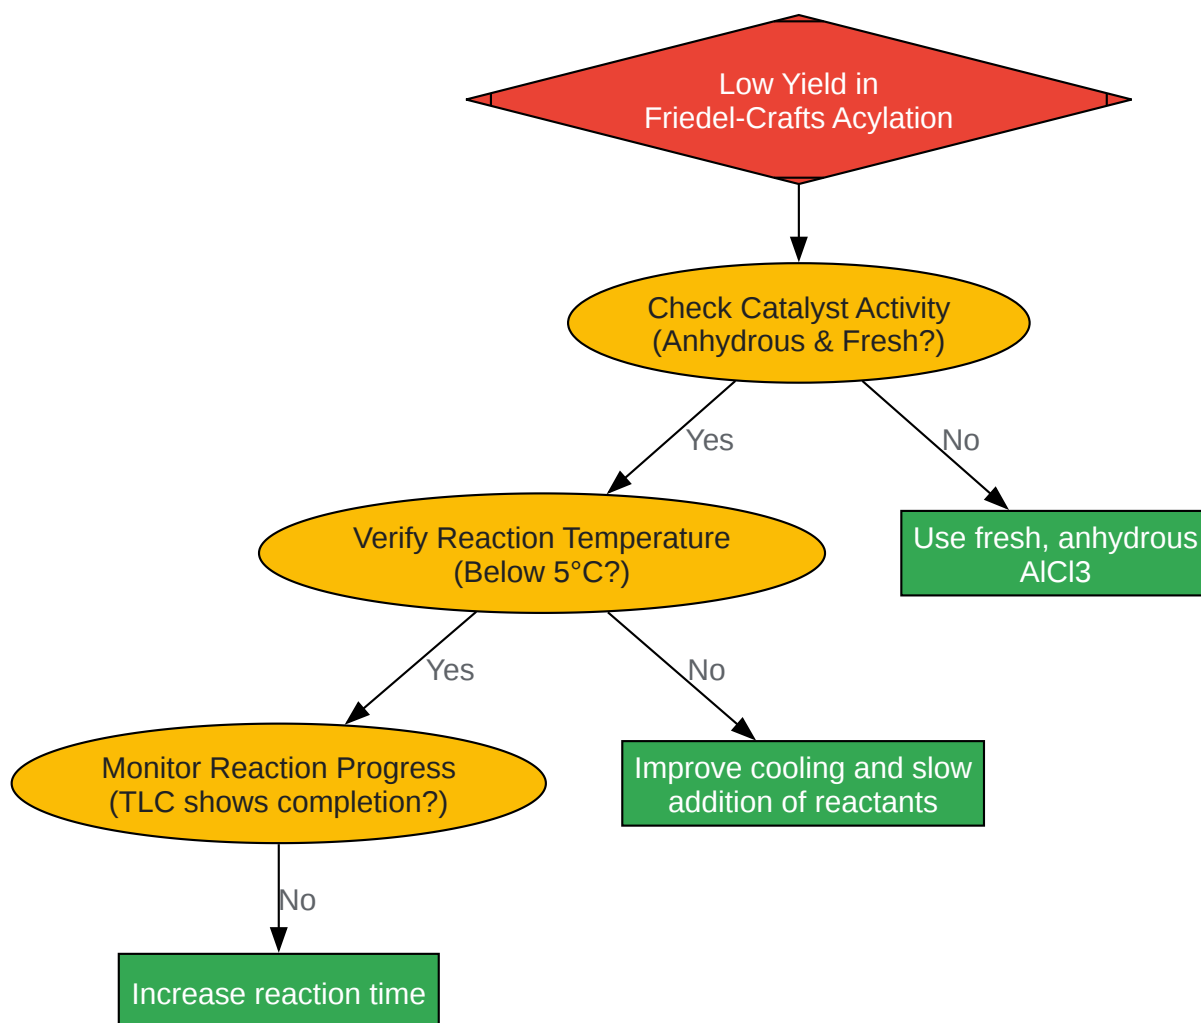 Low Yield in
Friedel-Crafts Acylation
Check Catalyst Activity
(Anhydrous & Fresh?)
Yes
No
Verify Reaction Temperature
(Below 5°C?)
Use fresh, anhydrous
AlCl3
Yes
No
Monitor Reaction Progress
(TLC shows completion?)
Improve cooling and slow
addition of reactants
No
Increase reaction time